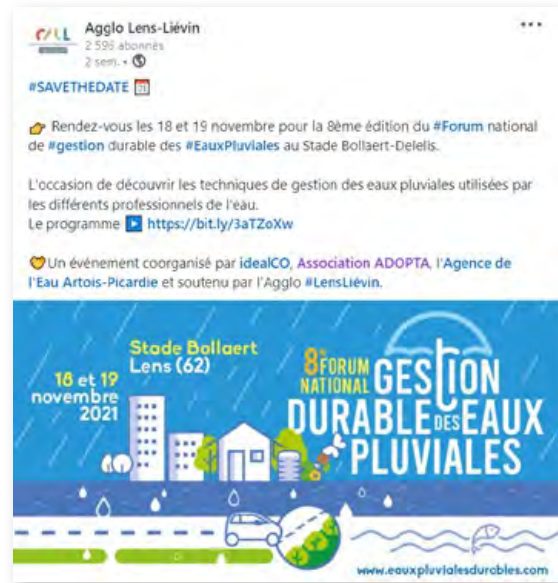 CALL
Agglo Lens-Liévin
2 596 abonnés
2 sem. •
#SAVETHEDATE
Rendez-vous les 18 et 19 novembre pour la 8ème édition du #Forum national
de #gestion durable des #EauxPluviales au Stade Bollaert-Delelis.
L'occasion de découvrir les techniques de gestion des eaux pluviales utilisées par
les différents professionnels de l'eau.
Le programme https://bit.ly/3aTZoXw
Un événement coorganisé par idealCO, Association ADOPTA, l'Agence de
l'Eau Artois-Picardie et soutenu par l'Agglo #LensLiévin.
Stade Bollaert
Lens (62)
18 et 19
novembre
2021
8e FORUM
NATIONAL
GESTION
DURABLE DES EAUX
PLUVIALES
www.eauxpluvialesdurables.com